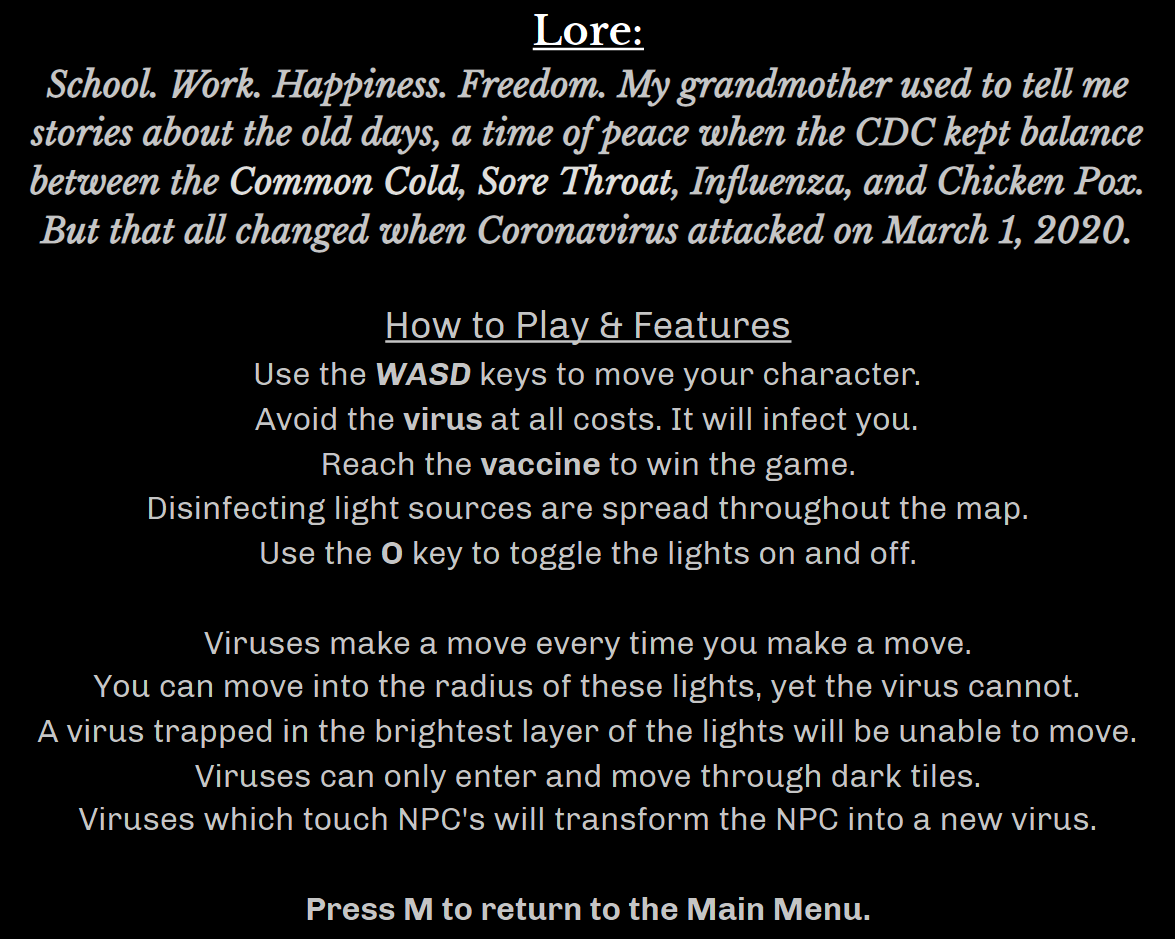 Lore:
School. Work. Happiness. Freedom. My grandmother used to tell me
stories about the old days, a time of peace when the CDC kept balance
between the Common Cold, Sore Throat, Influenza, and Chicken Pox.
But that all changed when Coronavirus attacked on March 1, 2020.
How to Play & Features
Use the WASD keys to move your character.
Avoid the virus at all costs. It will infect you.
Reach the vaccine to win the game.
Disinfecting light sources are spread throughout the map.
Use the O key to toggle the lights on and off.
Viruses make a move every time you make a move.
You can move into the radius of these lights, yet the virus cannot.
A virus trapped in the brightest layer of the lights will be unable to move.
Viruses can only enter and move through dark tiles.
Viruses which touch NPC's will transform the NPC into a new virus.
Press M to return to the Main Menu.